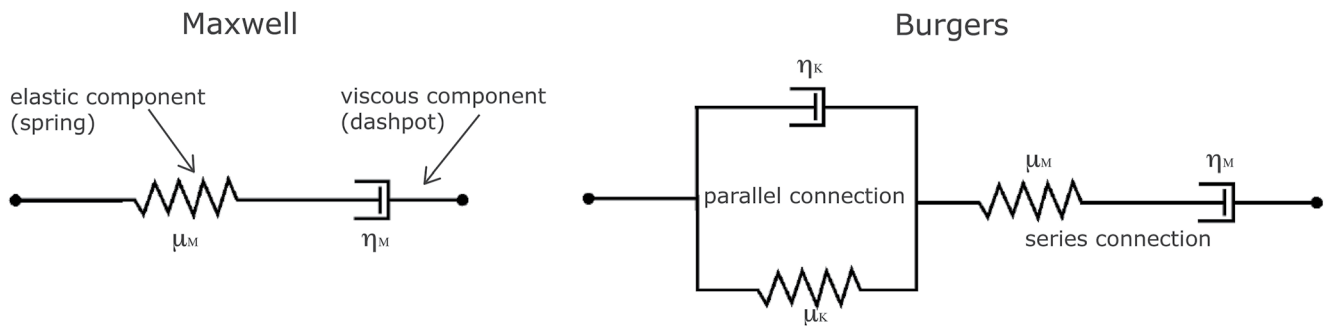 Maxwell
elastic component
(spring)
viscous component
(dashpot)
μM
ηM
Burgers
ηK
parallel connection
μK
μM
ηM
series connection